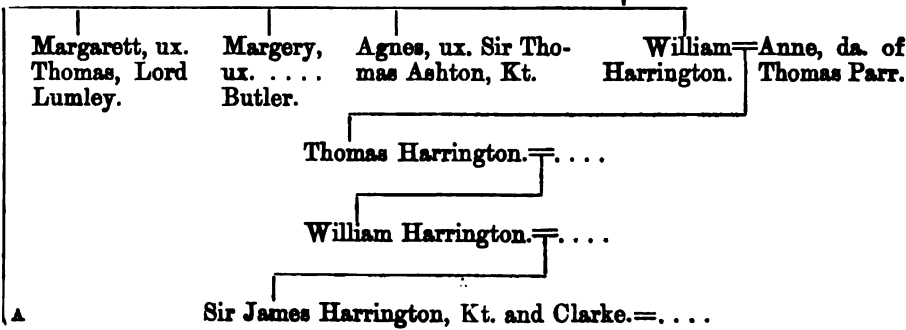 Margarett, ux. Thomas, Lord Lumley.
Margery, ux. ..... Butler.
Agnes, ux. Sir Thomas Ashton, Kt.
William Harrington.=Anne, da. of Thomas Parr.
Thomas Harrington.=....
William Harrington.=....
A Sir James Harrington, Kt. and Clarke.=....